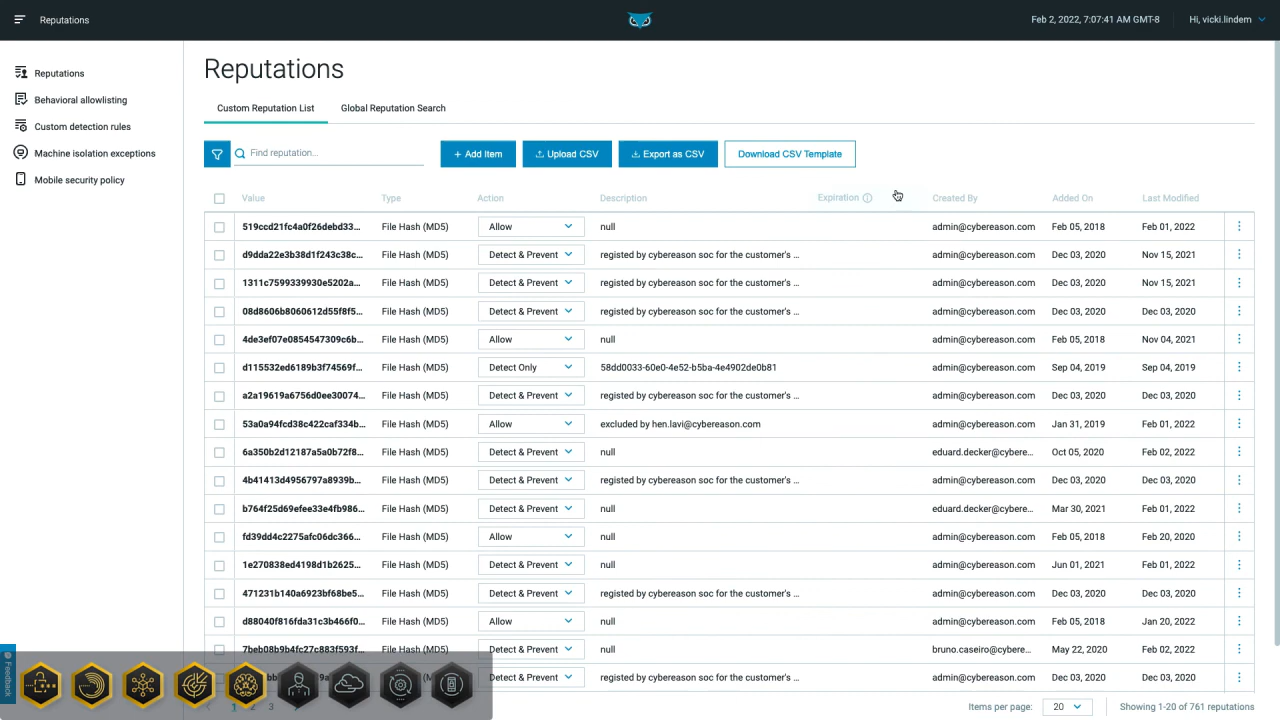 Reputations
Feb 2, 2022, 7:07:41 AM GMT-8
Hi, vicki.lindem
Reputations
Behavioral allowlisting
Custom detection rules
Machine isolation exceptions
Mobile security policy
Reputations
Custom Reputation List Global Reputation Search
Find reputation... + Add Item Upload CSV Export as CSV Download CSV Template
Value Type Action Description Expiration Created By Added On Last Modified
519ccd21fc4a0f26debd33... File Hash (MD5) Allow null admin@cybereason.com Feb 05, 2018 Feb 01, 2022
d9dda22e3b38d1f243c38c... File Hash (MD5) Detect & Prevent registed by cybereason soc for the customer's ... admin@cybereason.com Dec 03, 2020 Nov 15, 2021
1311c7599339930e5202a... File Hash (MD5) Detect & Prevent registed by cybereason soc for the customer's ... admin@cybereason.com Dec 03, 2020 Nov 15, 2021
08d8606b8060612d55f8f5... File Hash (MD5) Detect & Prevent registed by cybereason soc for the customer's ... admin@cybereason.com Dec 03, 2020 Dec 03, 2020
4de3ef07e0854547309c6b... File Hash (MD5) Allow null admin@cybereason.com Feb 05, 2018 Nov 04, 2021
d115532ed6189b3f74569f... File Hash (MD5) Detect Only 58dd0033-60e0-4e52-b5ba-4e4902de0b81 admin@cybereason.com Sep 04, 2019 Sep 04, 2019
a2a19619a6756d0ee30074... File Hash (MD5) Detect & Prevent registed by cybereason soc for the customer's ... admin@cybereason.com Dec 03, 2020 Dec 03, 2020
53a0a94fcd38c422caf334b... File Hash (MD5) Allow excluded by hen.lavi@cybereason.com admin@cybereason.com Jan 31, 2019 Feb 01, 2022
6a350b2d12187a5a0b72f8... File Hash (MD5) Detect & Prevent null eduard.decker@cybere... Oct 05, 2020 Feb 02, 2022
4b41413d4956797a8939b... File Hash (MD5) Detect & Prevent registed by cybereason soc for the customer's ... admin@cybereason.com Dec 03, 2020 Dec 03, 2020
b764f25d69efee33e4fb986... File Hash (MD5) Detect & Prevent null eduard.decker@cybere... Mar 30, 2021 Feb 01, 2022
fd39dd4c2275afc06dc366... File Hash (MD5) Allow null admin@cybereason.com Feb 05, 2018 Feb 20, 2020
1e270838ed4198d1b2625... File Hash (MD5) Detect & Prevent null admin@cybereason.com Jun 01, 2021 Feb 01, 2022
471231b140a6923bf68be5... File Hash (MD5) Detect & Prevent registed by cybereason soc for the customer's ... admin@cybereason.com Dec 03, 2020 Dec 03, 2020
d88040f816fda31c3b466f0... File Hash (MD5) Allow null admin@cybereason.com Feb 05, 2018 Jan 20, 2022
7beb08b9b4fc27c883f593f... File Hash (MD5) Detect & Prevent null bruno.caseiro@cybere... May 22, 2020 Feb 02, 2022
File Hash (MD5) Detect & Prevent registed by cybereason soc for the customer's ... admin@cybereason.com Dec 03, 2020 Dec 03, 2020
Feedback
1 2 3 Items per page: 20 Showing 1-20 of 761 reputations